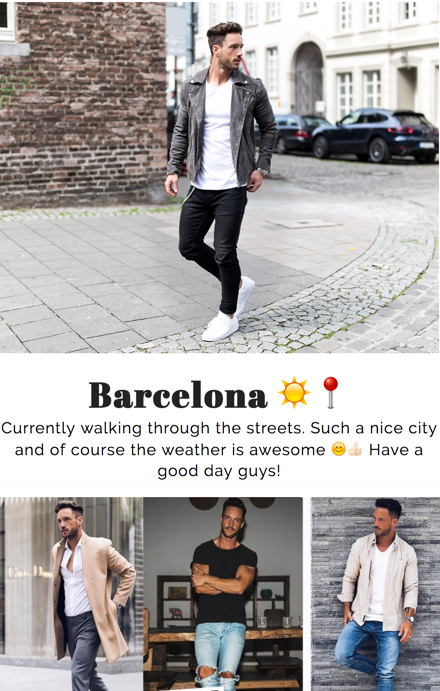 Barcelona ☀️📍
Currently walking through the streets. Such a nice city
and of course the weather is awesome 😊👍🏻 Have a
good day guys!